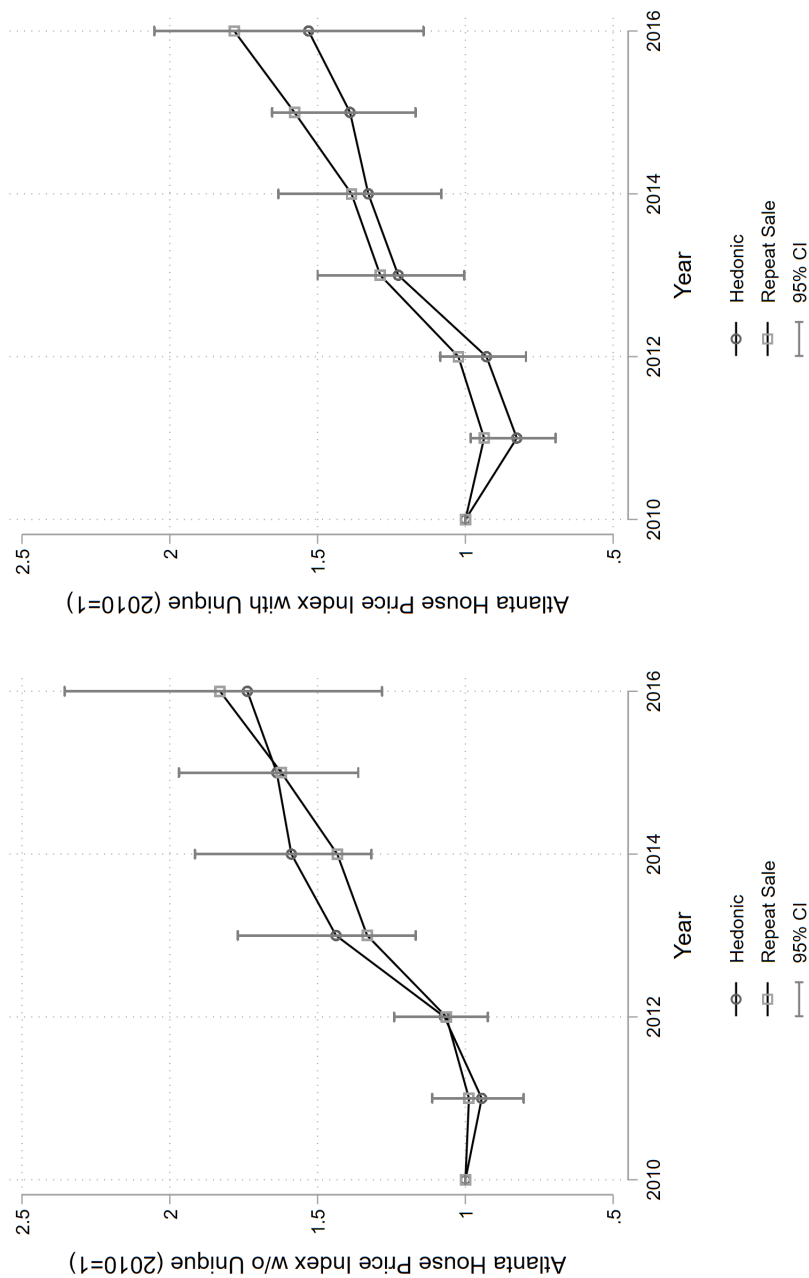 Atlanta House Price Index w/o Unique (2010=1)
2.5
2
1.5
1
.5
2010
2012
2014
2016
Year
Hedonic
Repeat Sale
95% CI
Atlanta House Price Index with Unique (2010=1)
2.5
2
1.5
1
.5
2010
2012
2014
2016
Year
Hedonic
Repeat Sale
95% CI